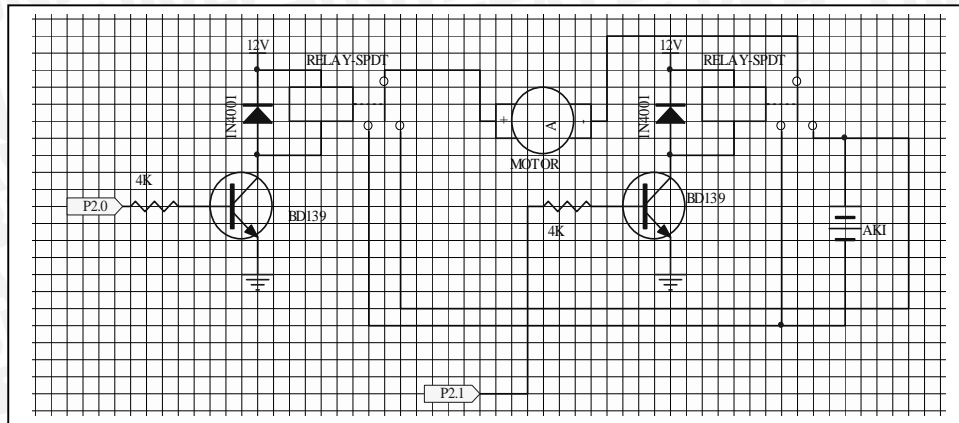 12V
RELAY-SPDT
1N4001
4K
P2.0
BD139
+
A
-
MOTOR
12V
RELAY-SPDT
1N4001
4K
BD139
AKI
P2.1